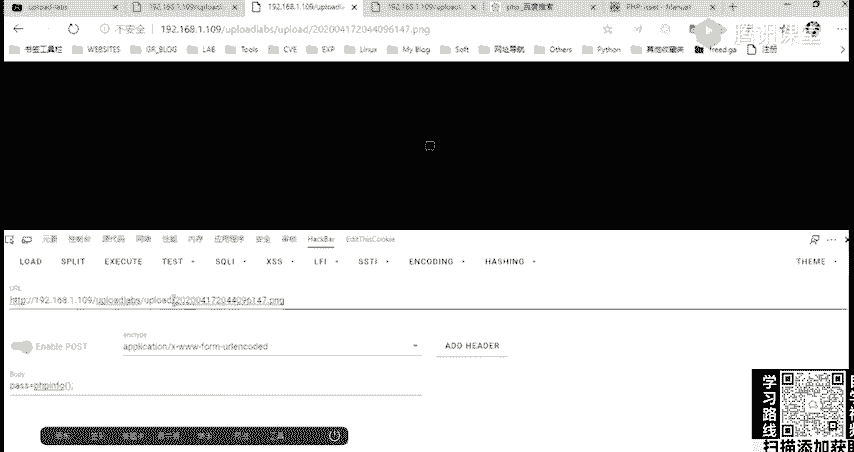 upload-labs
192.168.1.109/upload
192.168.1.109/uploadl
192.168.1.109/upload
php_百度搜索
PHP: isset - Manual
不安全 192.168.1.109/uploadlabs/upload/202004172044096147.png
腾讯课堂
书签工具栏 WEBSITES GR_BLOG LAB Tools CVE EXP Linux My Blog Soft 网址导航 Others Python 其他收藏夹 freed.ga 注册
元素 控制台 源代码 网络 性能 内存 应用程序 安全 审核 HackBar EditThisCookie
LOAD SPLIT EXECUTE TEST SQLI XSS LFI SSTI ENCODING HASHING THEME
URL
http://192.168.1.109/uploadlabs/upload/202004172044096147.png
Enable POST
enctype
application/x-www-form-urlencoded
ADD HEADER
Body
pass=phpinfo();
学习路线
扫描添加获取